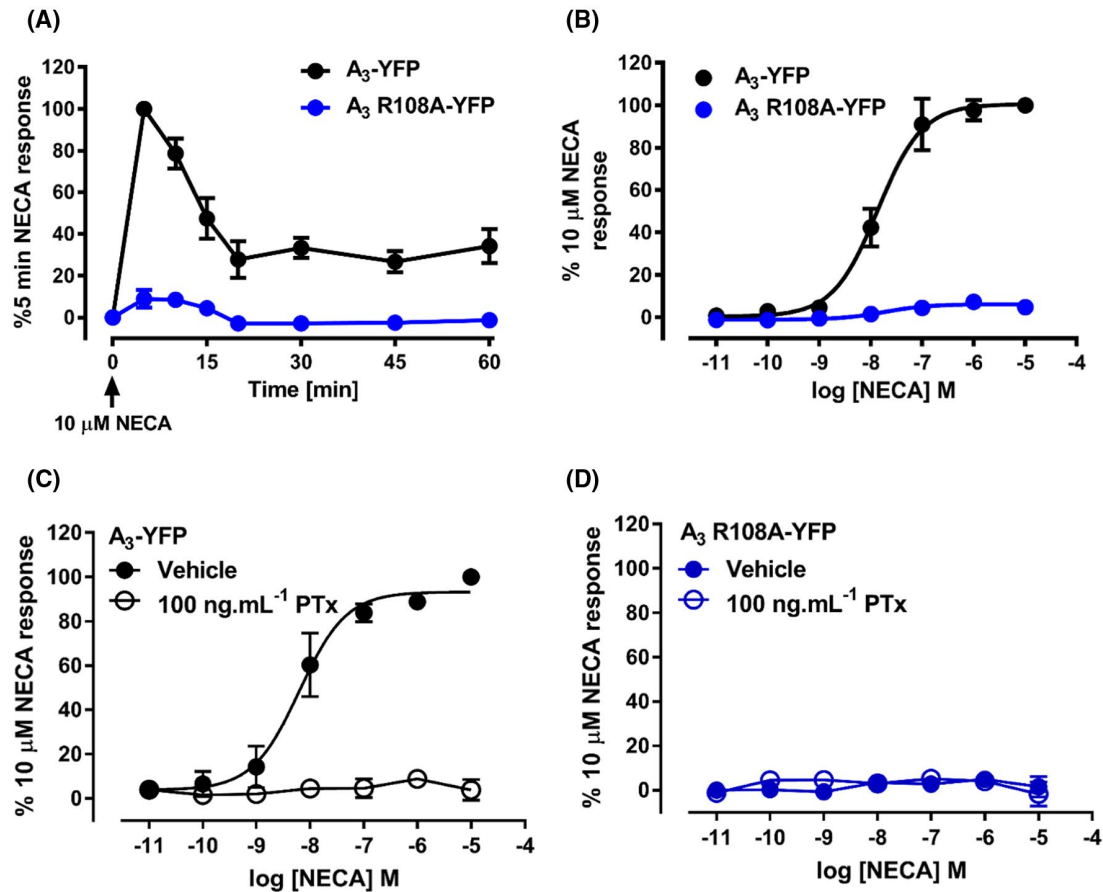 (A)
120
100
80
60
40
20
0
%5 min NECA response
A3-YFP
A3 R108A-YFP
0 15 30 45 60
Time [min]
10 μM NECA
(B)
120
100
80
60
40
20
0
% 10 μM NECA
response
A3-YFP
A3 R108A-YFP
-11 -10 -9 -8 -7 -6 -5 -4
log [NECA] M
(C)
120
100
80
60
40
20
0
% 10 μM NECA response
A3-YFP
Vehicle
100 ng.mL-1 PTx
-11 -10 -9 -8 -7 -6 -5 -4
log [NECA] M
(D)
120
100
80
60
40
20
0
% 10 μM NECA response
A3 R108A-YFP
Vehicle
100 ng.mL-1 PTx
-11 -10 -9 -8 -7 -6 -5 -4
log [NECA] M